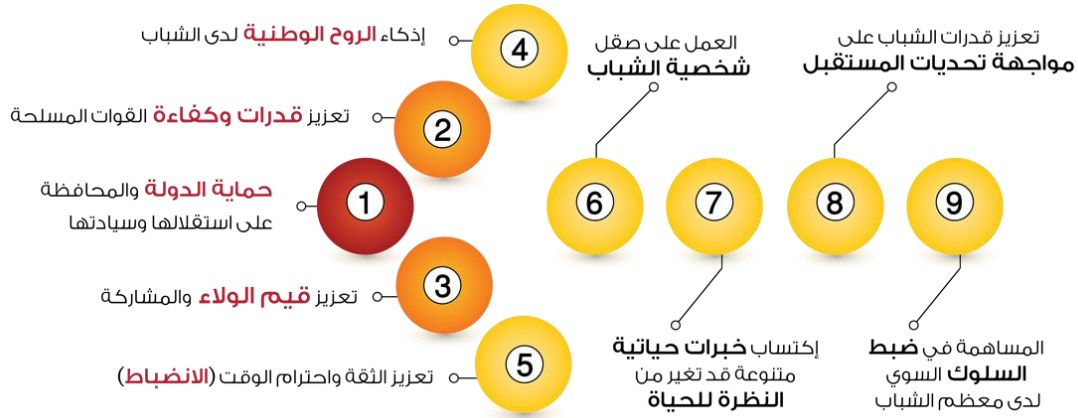 4
إذكاء الروح الوطنية لدى الشباب
2
تعزيز قدرات وكفاءة القوات المسلحة
1
حماية الدولة والمحافظة
على استقلالها وسيادتها
3
تعزيز قيم الولاء والمشاركة
5
تعزيز الثقة واحترام الوقت (الانضباط)
العمل على صقل
شخصية الشباب
6
إكتساب خبرات حياتية
متنوعة قد تغير من
النظرة للحياة
7
تعزيز قدرات الشباب على
مواجهة تحديات المستقبل
8
المساهمة في ضبط
السلوك السوي
لدى معظم الشباب
9